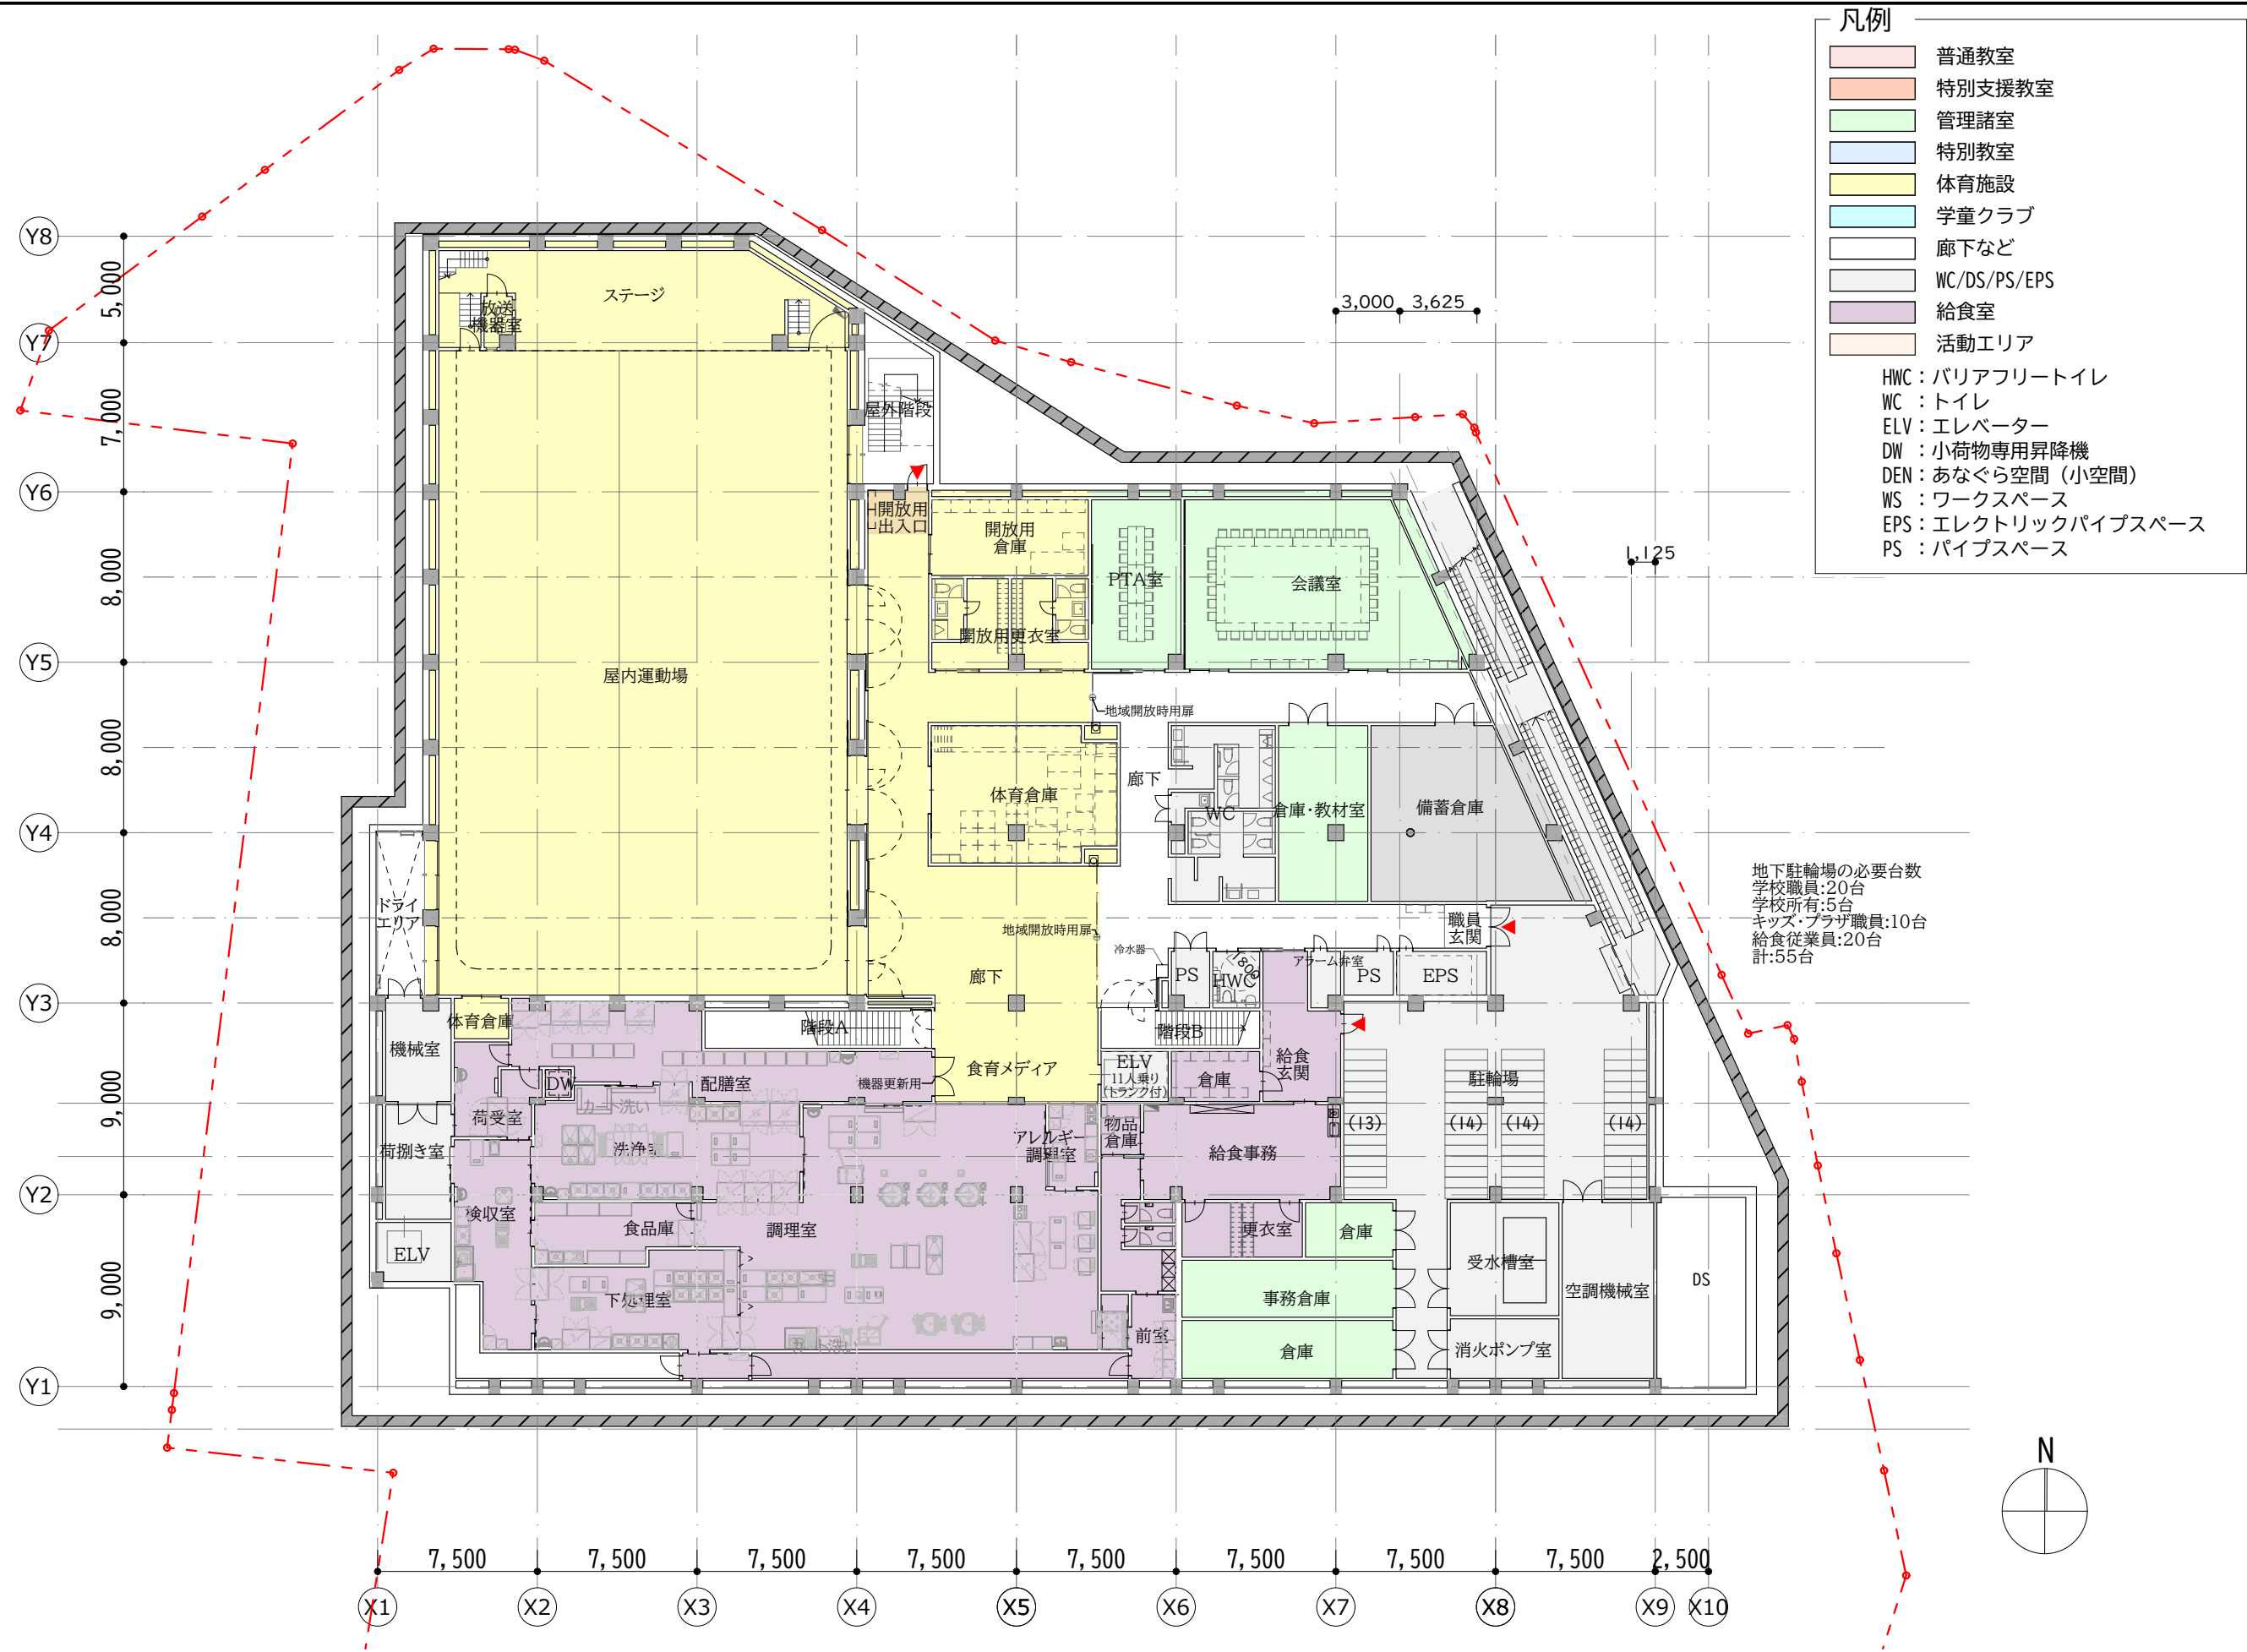 凡例
普通教室
特別支援教室
管理諸室
特別教室
体育施設
学童クラブ
廊下など
WC/DS/PS/EPS
給食室
活動エリア
HWC：バリアフリートイレ
WC ：トイレ
ELV：エレベーター
DW ：小荷物専用昇降機
DEN：あなぐら空間（小空間）
WS ：ワークスペース
EPS：エレクトリックパイプスペース
PS ：パイプスペース
Y8
5,000
Y7
7,000
Y6
8,000
Y5
8,000
Y4
8,000
Y3
9,000
Y2
9,000
Y1
3,000
3,625
1,125
ステージ
放送
機器室
屋外階段
開放用
出入口
開放用
倉庫
PTA室
会議室
開放用更衣室
屋内運動場
地域開放時用扉
廊下
体育倉庫
WC
倉庫・教材室
備蓄倉庫
ドライ
エリア
地域開放時用扉
職員
玄関
地下駐輪場の必要台数
学校職員:20台
学校所有:5台
キッズ・プラザ職員:10台
給食従業員:20台
計:55台
冷水器
廊下
PS
HWC
1,800
アラーム弁室
PS
EPS
体育倉庫
階段A
階段B
機械室
給食
玄関
DW
配膳室
機器更新用
食育メディア
ELV
11人乗り
(トランク付)
倉庫
駐輪場
カート洗い
荷受室
荷捌き室
洗浄室
アレルギー
調理室
物品
倉庫
給食事務
(13)
(14)
(14)
(14)
検収室
食品庫
調理室
更衣室
倉庫
ELV
受水槽室
空調機械室
DS
下処理室
事務倉庫
前室
倉庫
消火ポンプ室
N
7,500
7,500
7,500
7,500
7,500
7,500
7,500
7,500
2,500
X1
X2
X3
X4
X5
X6
X7
X8
X9
X10